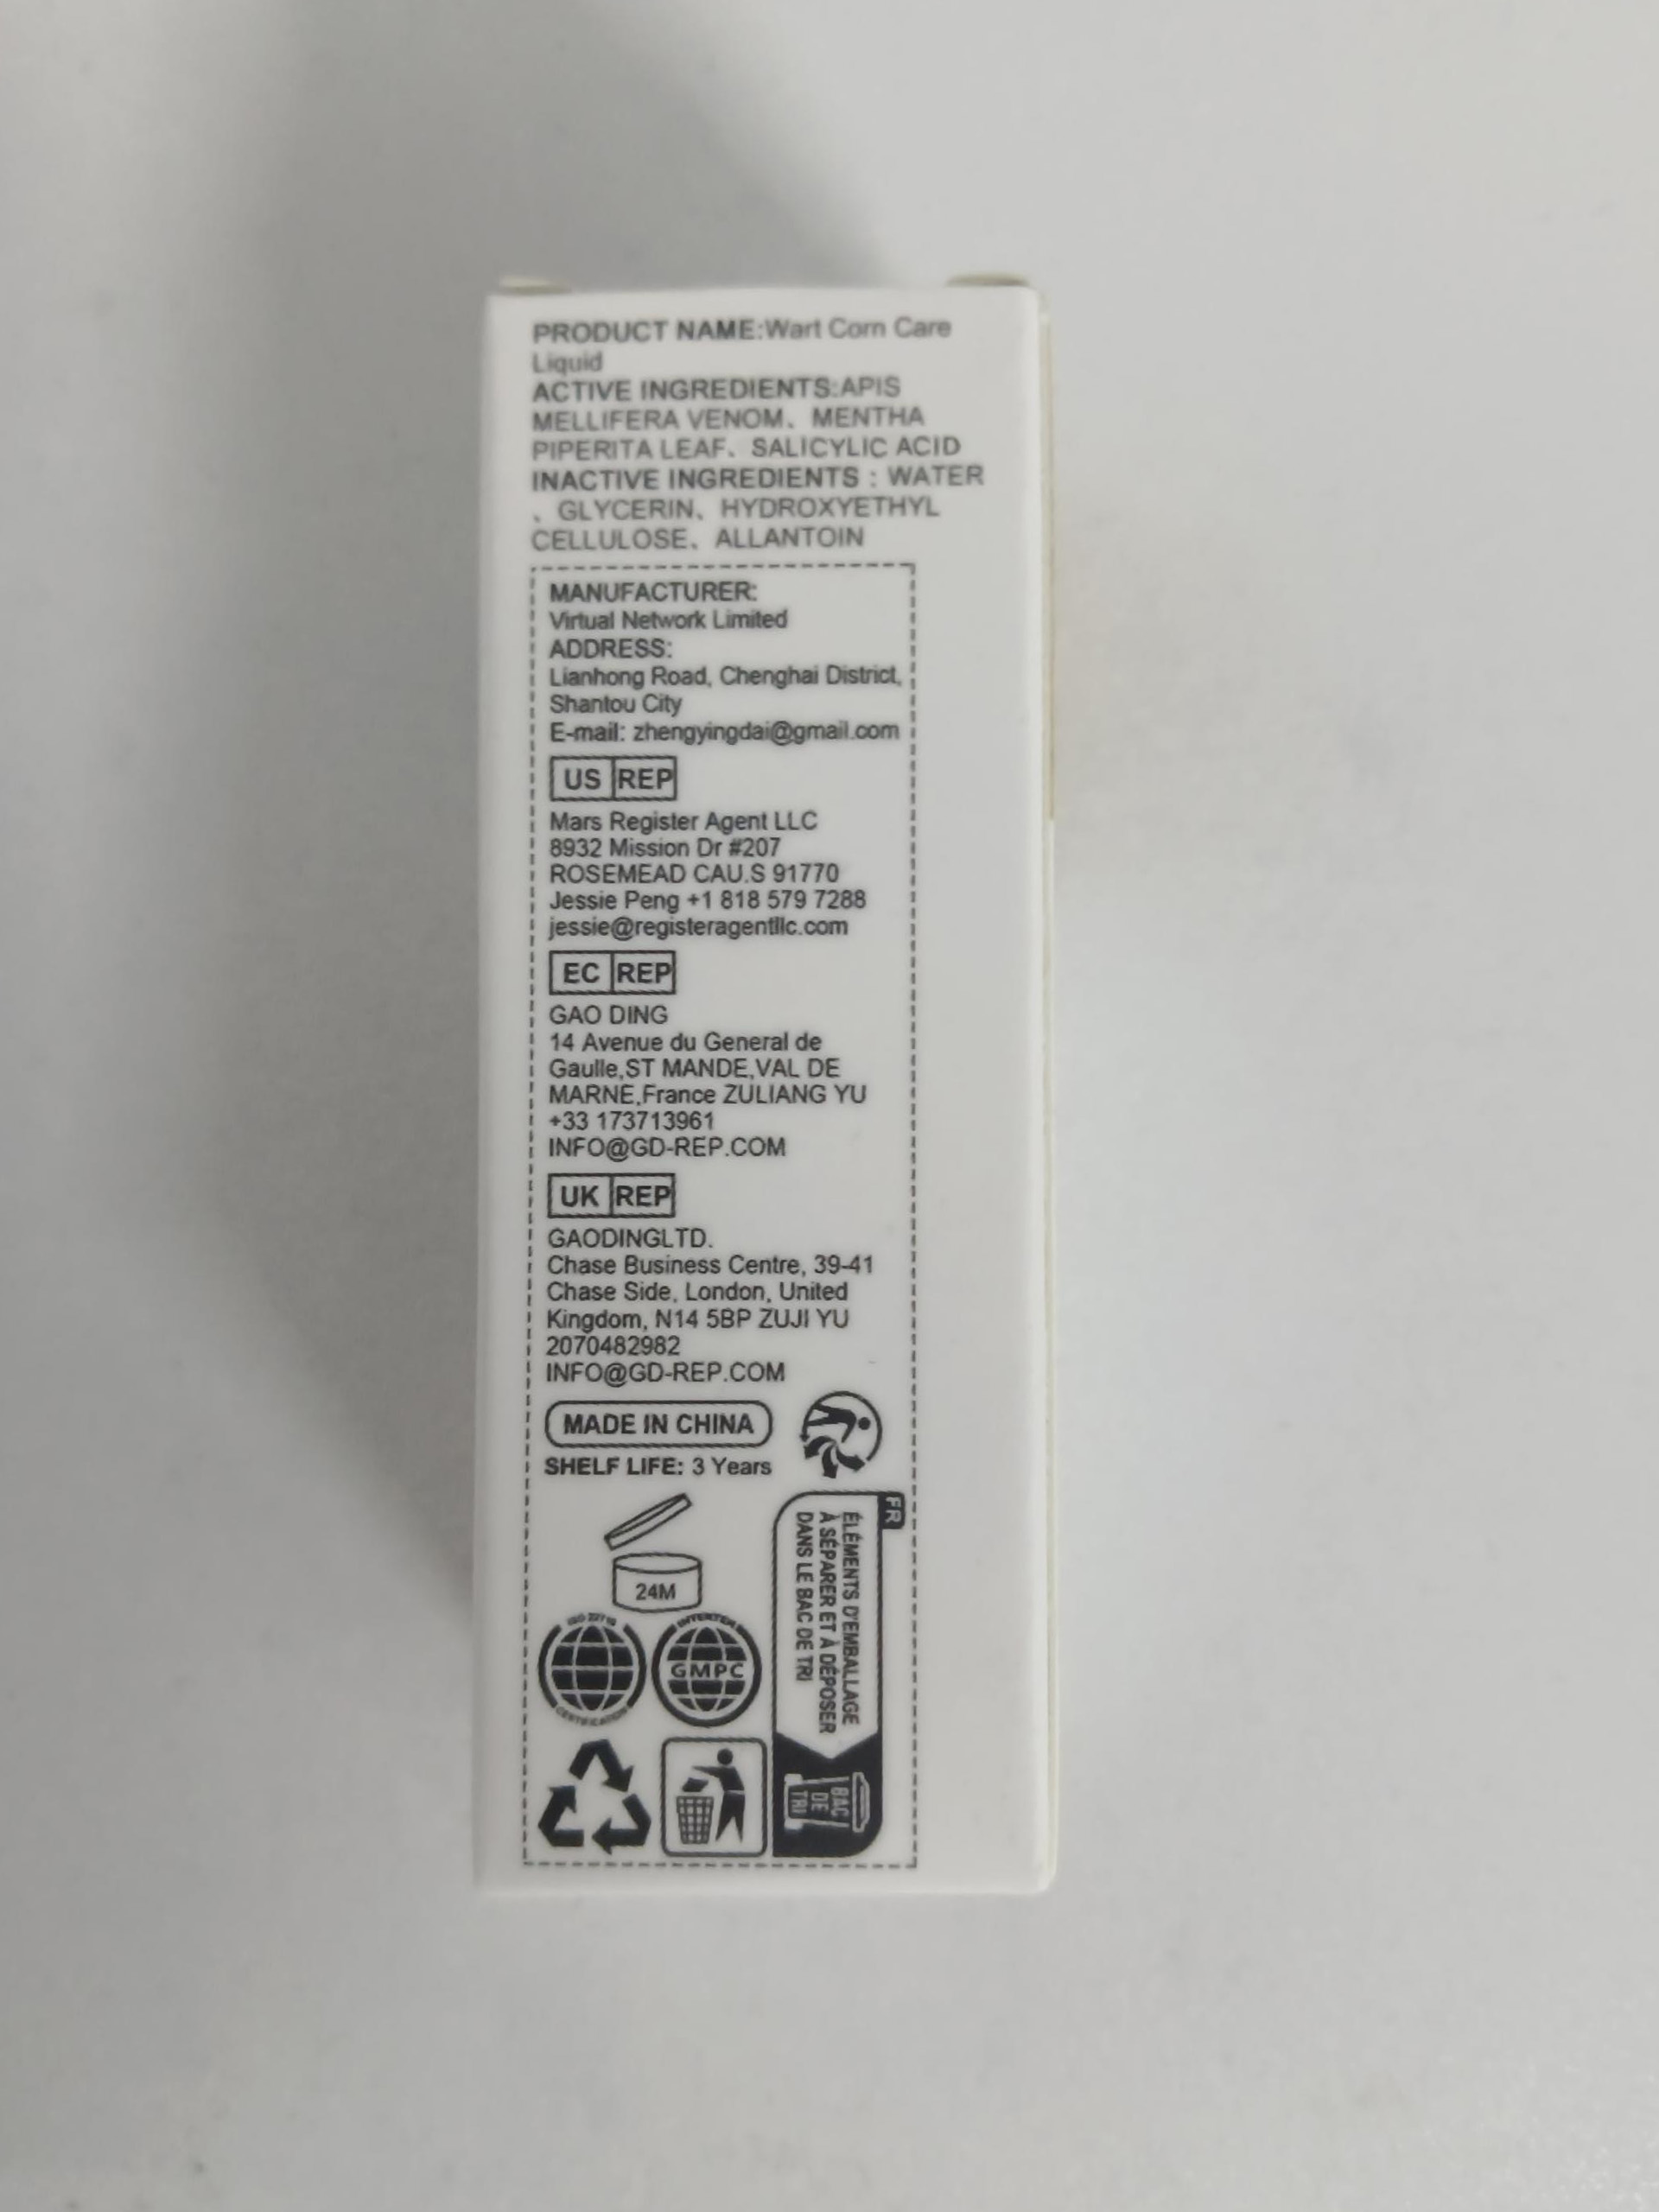 PRODUCT NAME:Wart Corn Care
Liquid
ACTIVE INGREDIENTS:APIS
MELLIFERA VENOM、MENTHA
PIPERITA LEAF、SALICYLIC ACID
INACTIVE INGREDIENTS : WATER
、GLYCERIN、HYDROXYETHYL
CELLULOSE、ALLANTOIN
MANUFACTURER:
Virtual Network Limited
ADDRESS:
Lianhong Road, Chenghai District,
Shantou City
E-mail: zhengyingdai@gmail.com
US REP
Mars Register Agent LLC
8932 Mission Dr #207
ROSEMEAD CAU.S 91770
Jessie Peng +1 818 579 7288
jessie@registeragentllc.com
EC REP
GAO DING
14 Avenue du General de
Gaulle,ST MANDE,VAL DE
MARNE,France ZULIANG YU
+33 173713961
INFO@GD-REP.COM
UK REP
GAODINGLTD.
Chase Business Centre, 39-41
Chase Side, London, United
Kingdom, N14 5BP ZUJI YU
2070482982
INFO@GD-REP.COM
MADE IN CHINA
SHELF LIFE: 3 Years
24M
ISO 22716
CERTIFICATION
INTERTEK
GMPC
FR
ÉLÉMENTS D'EMBALLAGE
À SÉPARER ET À DÉPOSER
DANS LE BAC DE TRI
BAC
DE
TRI